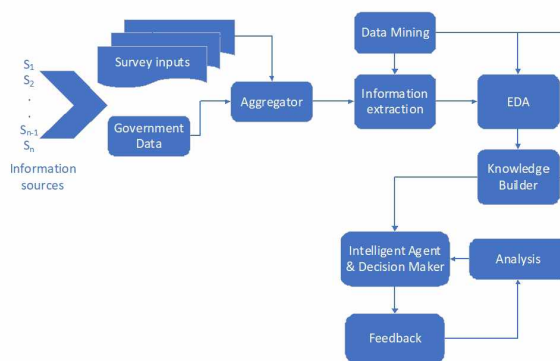 S1
S2
.
.
Sn-1
Sn
Information
sources
Survey inputs
Government
Data
Aggregator
Data Mining
Information
extraction
EDA
Knowledge
Builder
Intelligent Agent
& Decision Maker
Analysis
Feedback